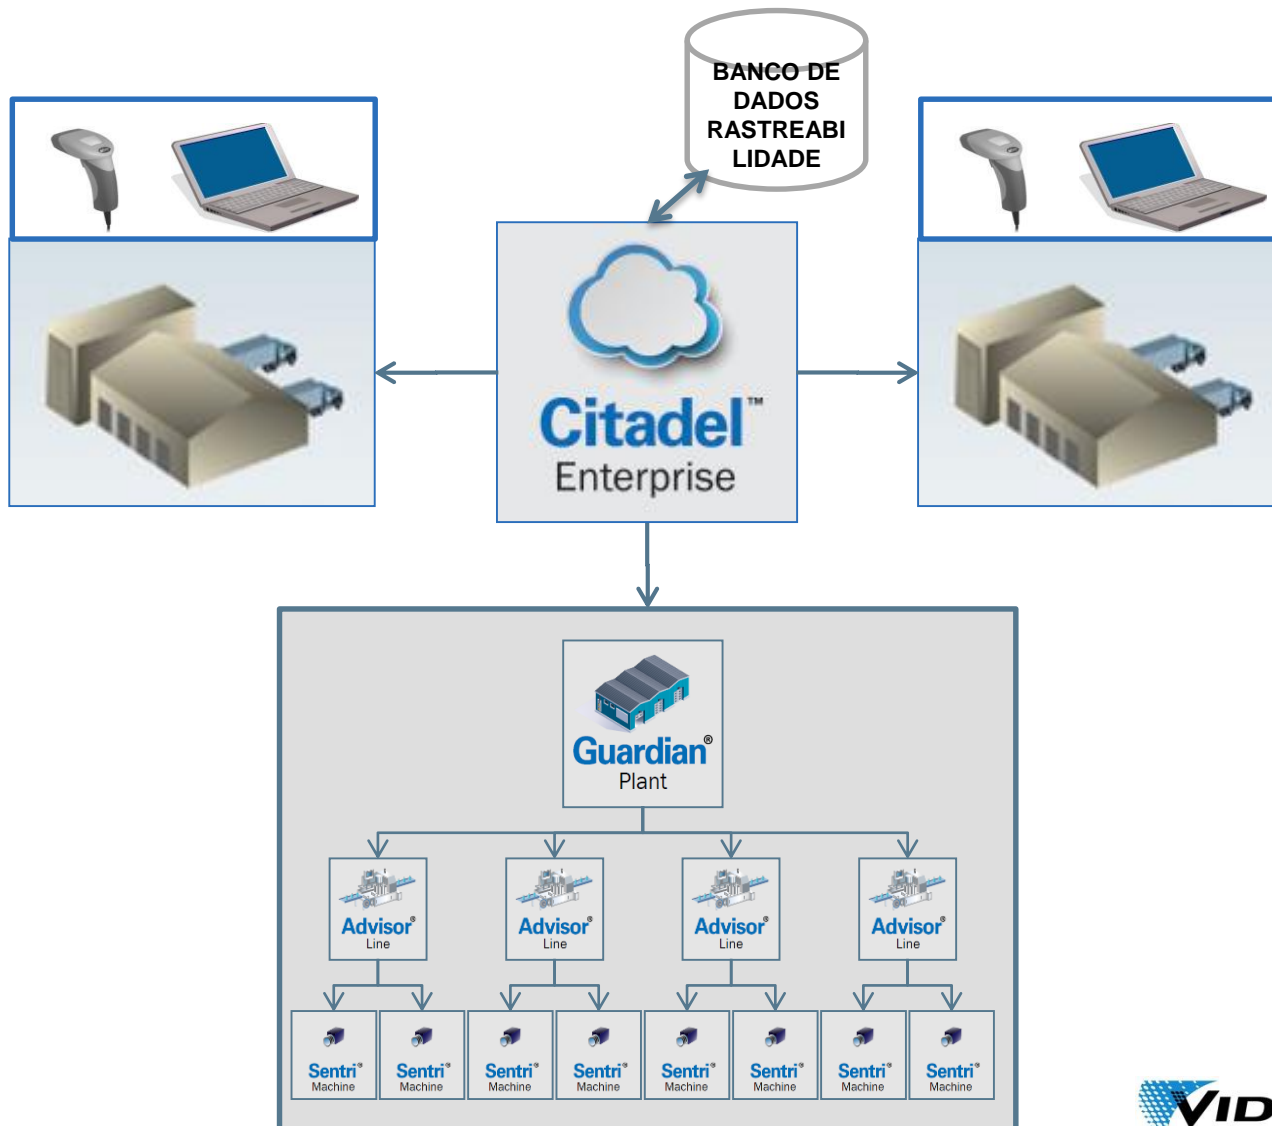 BANCO DE
DADOS
RASTREABI
LIDADE
Citadel™
Enterprise
Guardian®
Plant
Advisor®
Line
Advisor®
Line
Advisor®
Line
Advisor®
Line
Sentri®
Machine
Sentri®
Machine
Sentri®
Machine
Sentri®
Machine
Sentri®
Machine
Sentri®
Machine
Sentri®
Machine
Sentri®
Machine
VID